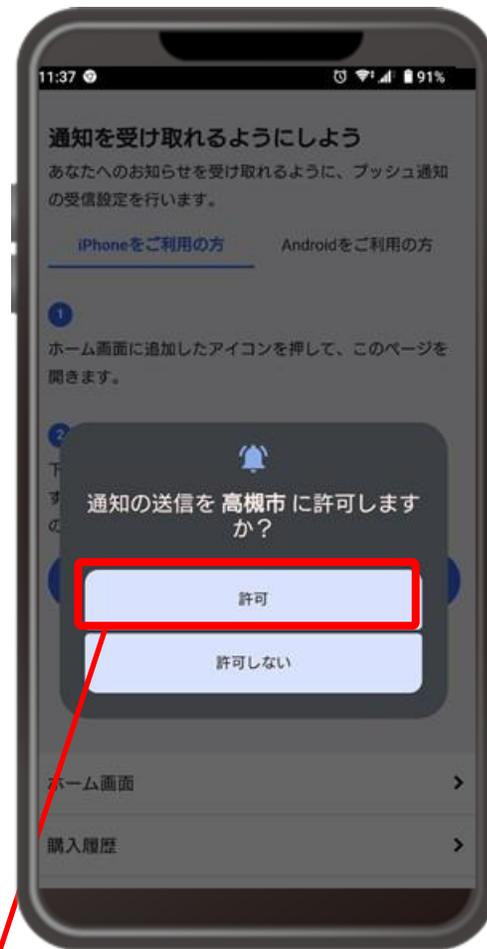 11:37
91%
通知を受け取れるようにしよう
あなたへのお知らせを受け取れるように、プッシュ通知
の受信設定を行います。
iPhoneをご利用の方 Androidをご利用の方
1
ホーム画面に追加したアイコンを押して、このページを
開きます。
2
下
す
の
通知の送信を 高槻市 に許可します
か？
許可
許可しない
ホーム画面
購入履歴